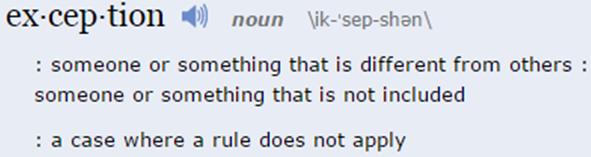 ex·cep·tion noun \ik-ˈsep-shən\
: someone or something that is different from others :
someone or something that is not included
: a case where a rule does not apply